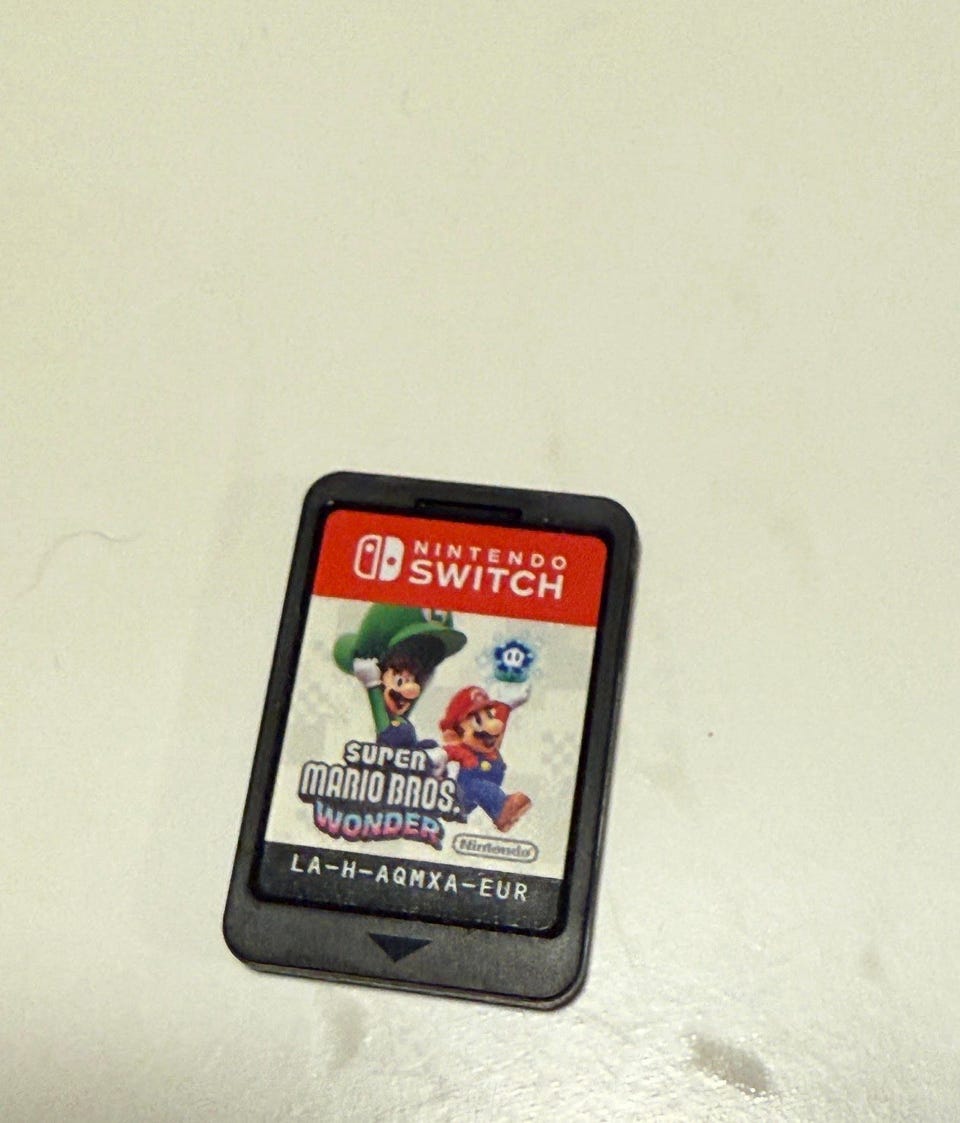 NINTENDO
SWITCH
SUPER
MARIO BROS.
WONDER
Nintendo
LA-H-AQMXA-EUR